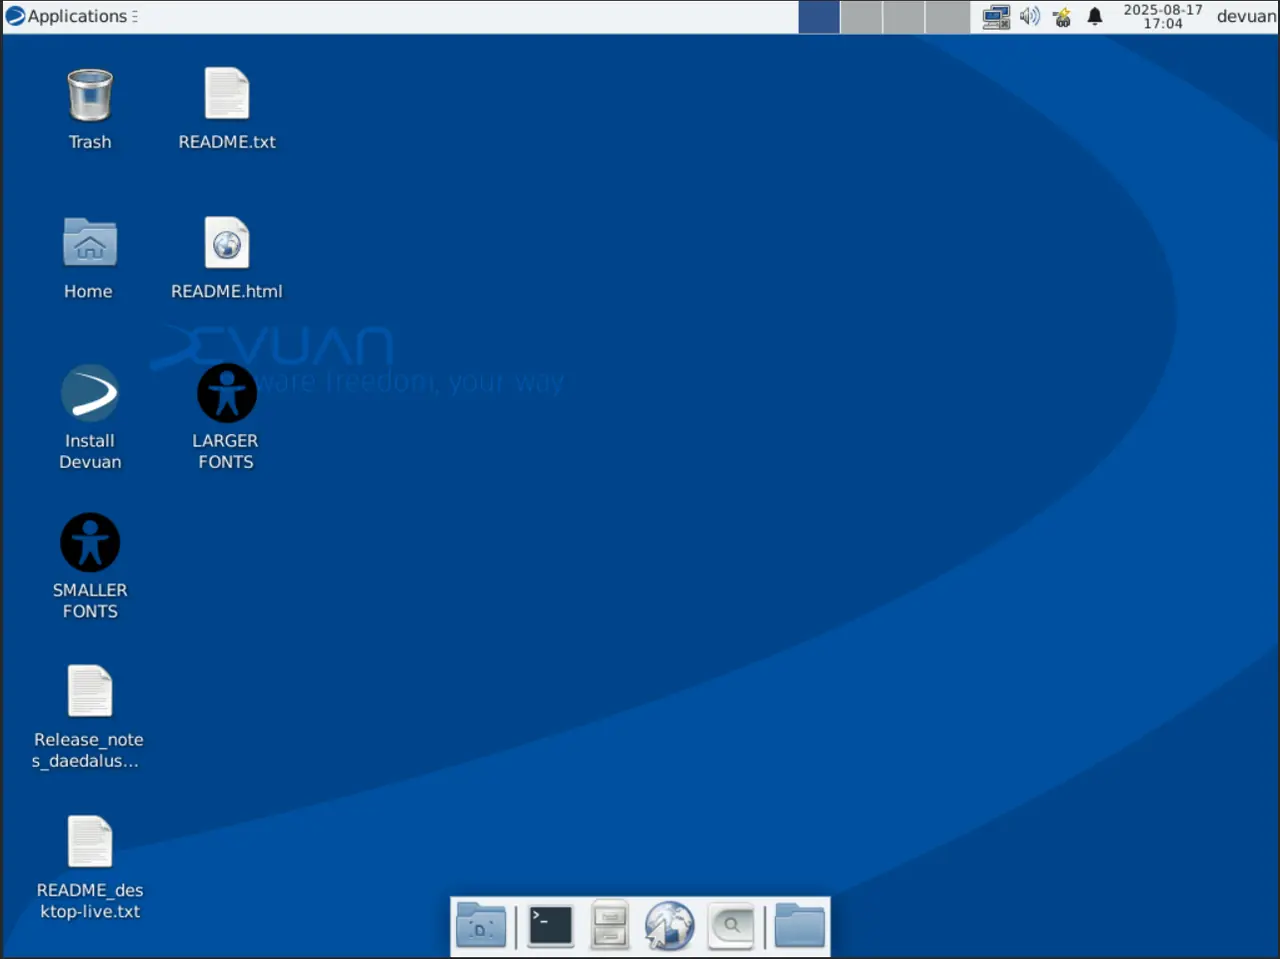 Applications
2025-08-17
17:04
devuan
Trash
README.txt
Home
README.html
DEVUAN
ware freedom, your way
Install
Devuan
LARGER
FONTS
SMALLER
FONTS
Release_note
s_daedalus...
README_des
ktop-live.txt
>_
D